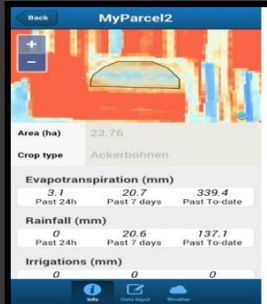 Back MyParcel2
+
−
Area (ha) 23.76
Crop type Ackerbohnen
Evapotranspiration (mm)
3.1 20.7 339.4
Past 24h Past 7 days Past To-date
Rainfall (mm)
0 20.6 137.1
Past 24h Past 7 days Past To-date
Irrigations (mm)
0 0 0
Info Data Input Weather